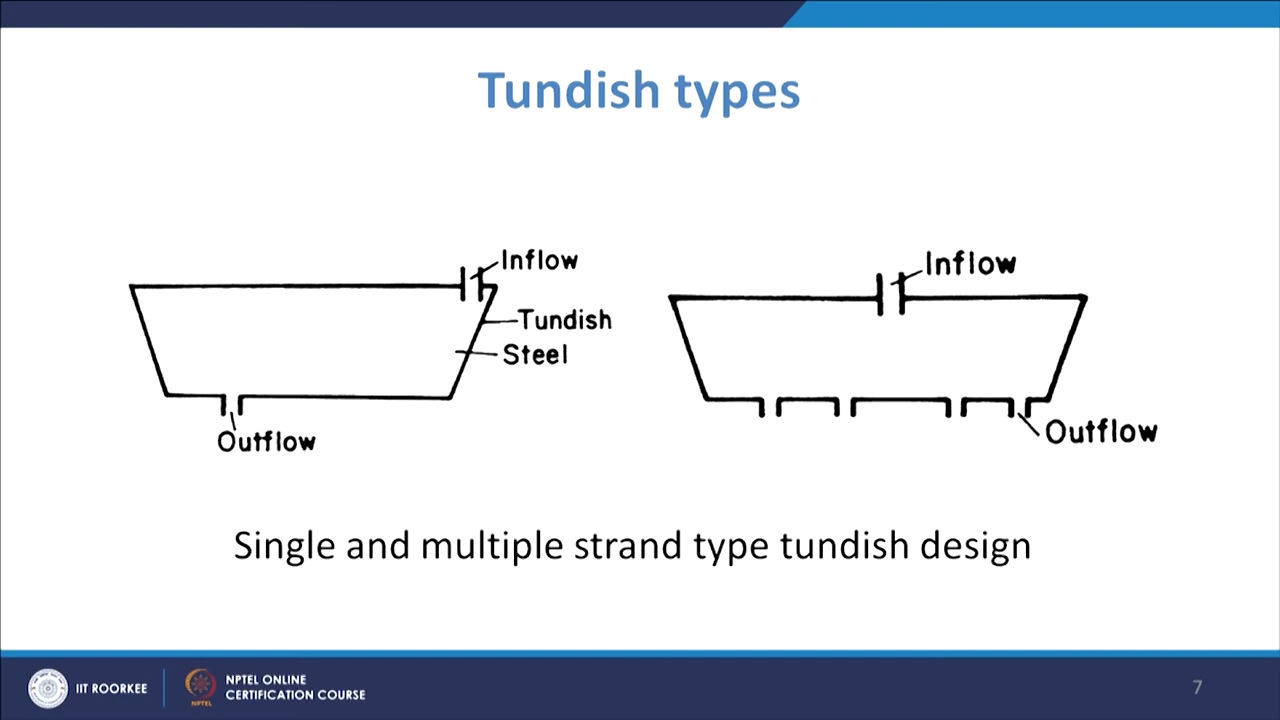 Tundish types
Inflow
Tundish
Steel
Outflow
Inflow
Outflow
Single and multiple strand type tundish design
IIT ROORKEE
NPTEL
NPTEL ONLINE
CERTIFICATION COURSE
7